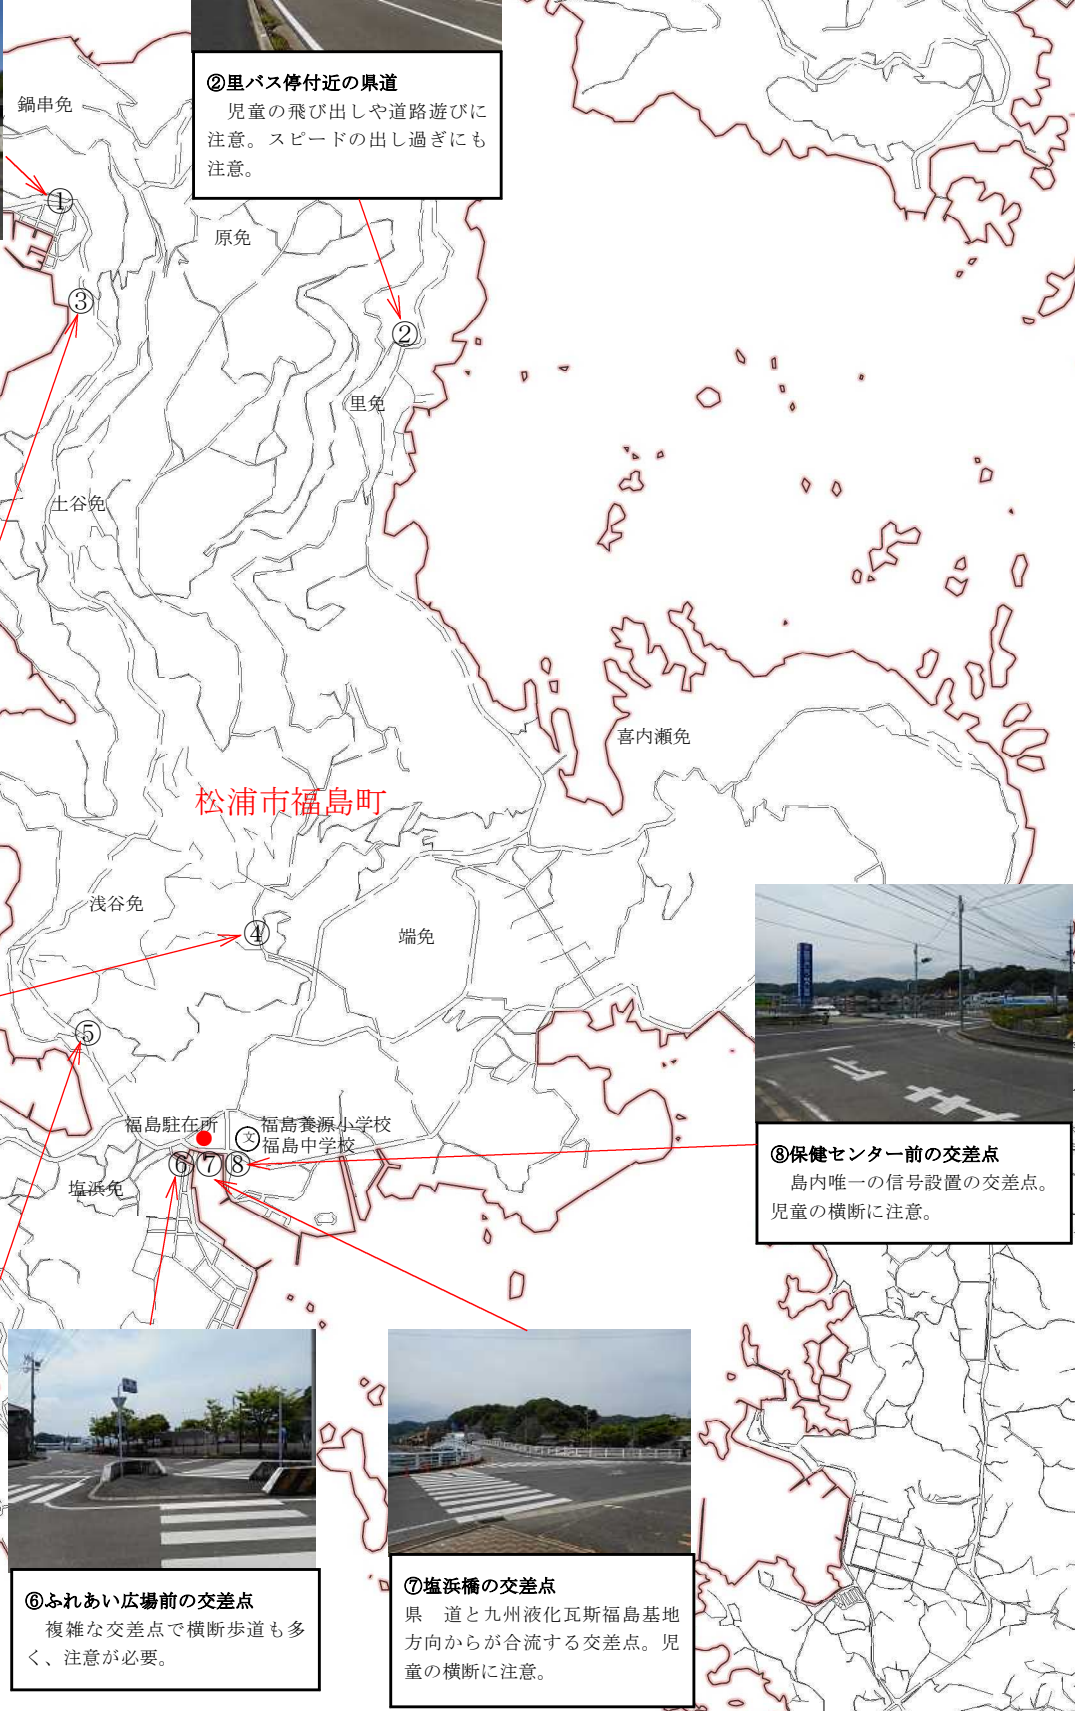 ②里バス停付近の県道
児童の飛び出しや道路遊びに
注意。スピードの出し過ぎにも
注意。
鍋串免
①
原免
③
②
里免
土谷免
喜内瀬免
松浦市福島町
浅谷免
④
端免
⑤
福島駐在所
文
福島養源小学校
福島中学校
⑥
⑦
⑧
塩浜免
⑧保健センター前の交差点
島内唯一の信号設置の交差点。
児童の横断に注意。
⑥ふれあい広場前の交差点
複雑な交差点で横断歩道も多
く、注意が必要。
⑦塩浜橋の交差点
県　道と九州液化瓦斯福島基地
方向からが合流する交差点。児
童の横断に注意。